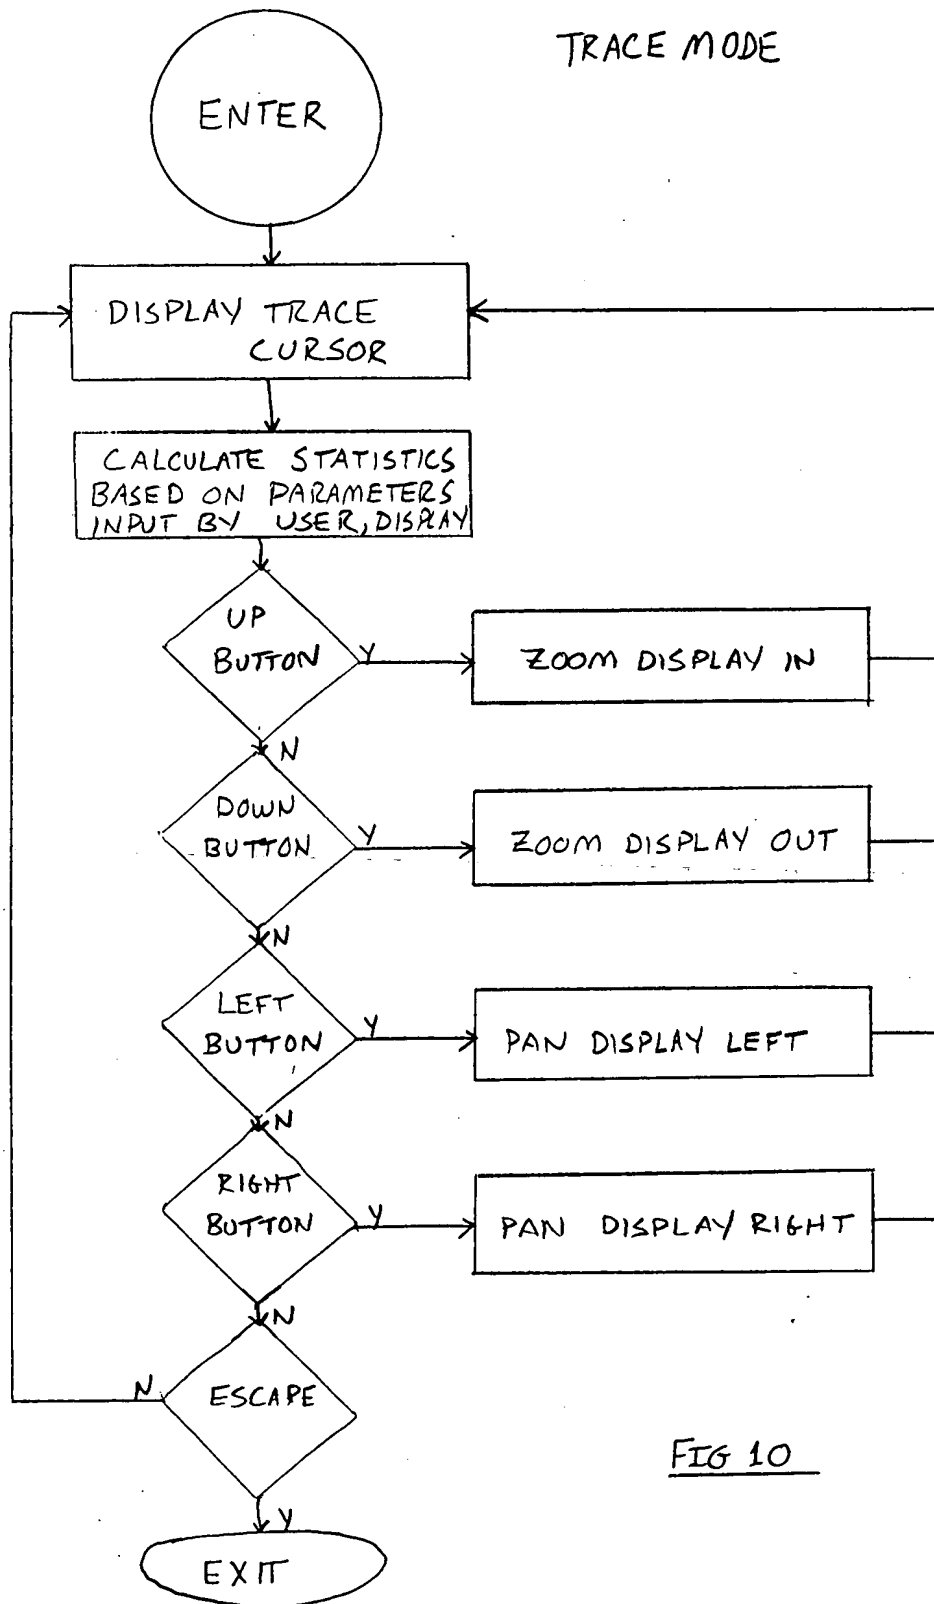 TRACE MODE
ENTER
DISPLAY TRACE
CURSOR
CALCULATE STATISTICS
BASED ON PARAMETERS
INPUT BY USER, DISPLAY
UP
BUTTON
Y
ZOOM DISPLAY IN
N
DOWN
BUTTON
Y
ZOOM DISPLAY OUT
N
LEFT
BUTTON
Y
PAN DISPLAY LEFT
N
RIGHT
BUTTON
Y
PAN DISPLAY RIGHT
N
N
ESCAPE
Y
EXIT
FIG 10